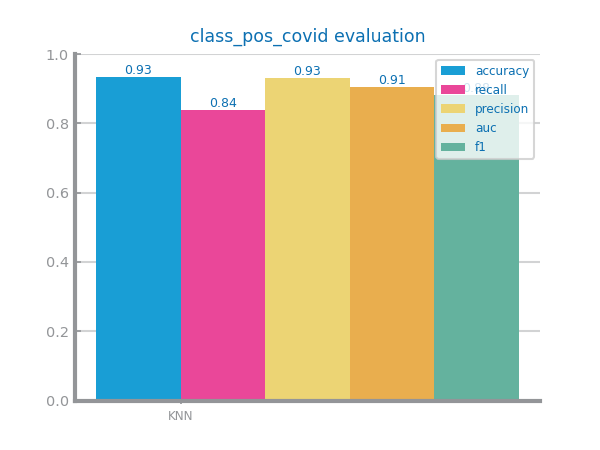 class_pos_covid evaluation
1.0
0.8
0.6
0.4
0.2
0.0
0.93
0.84
0.93
0.91
accuracy
recall
precision
auc
f1
KNN